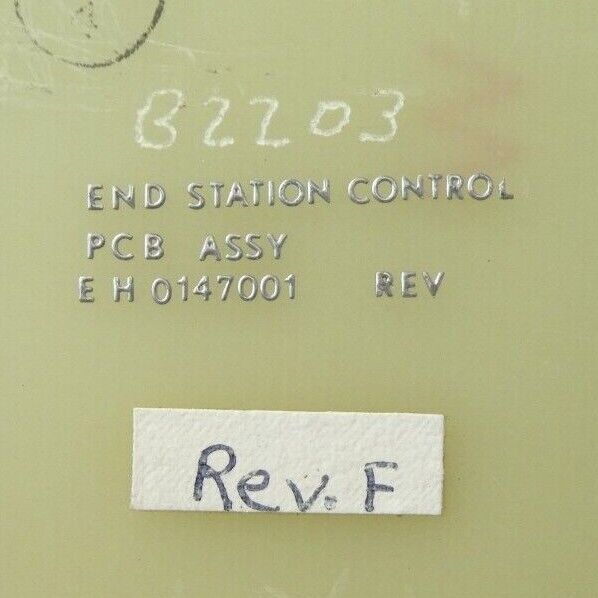 B2203
END STATION CONTROL
PCB ASSY
E H 0147001 REV
Rev. F